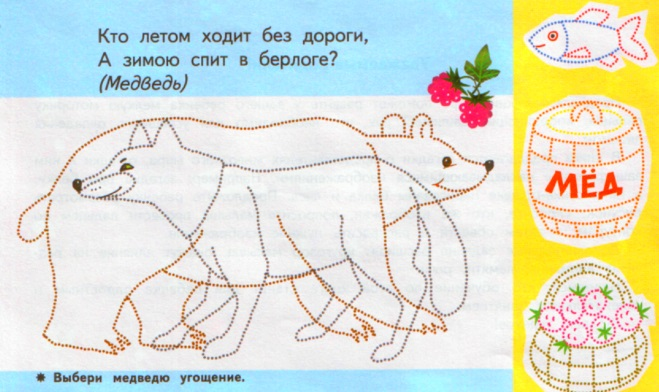 Кто летом ходит без дороги,
А зимою спит в берлоге?
(Медведь)
МЁД
✷ Выбери медведю угощение.